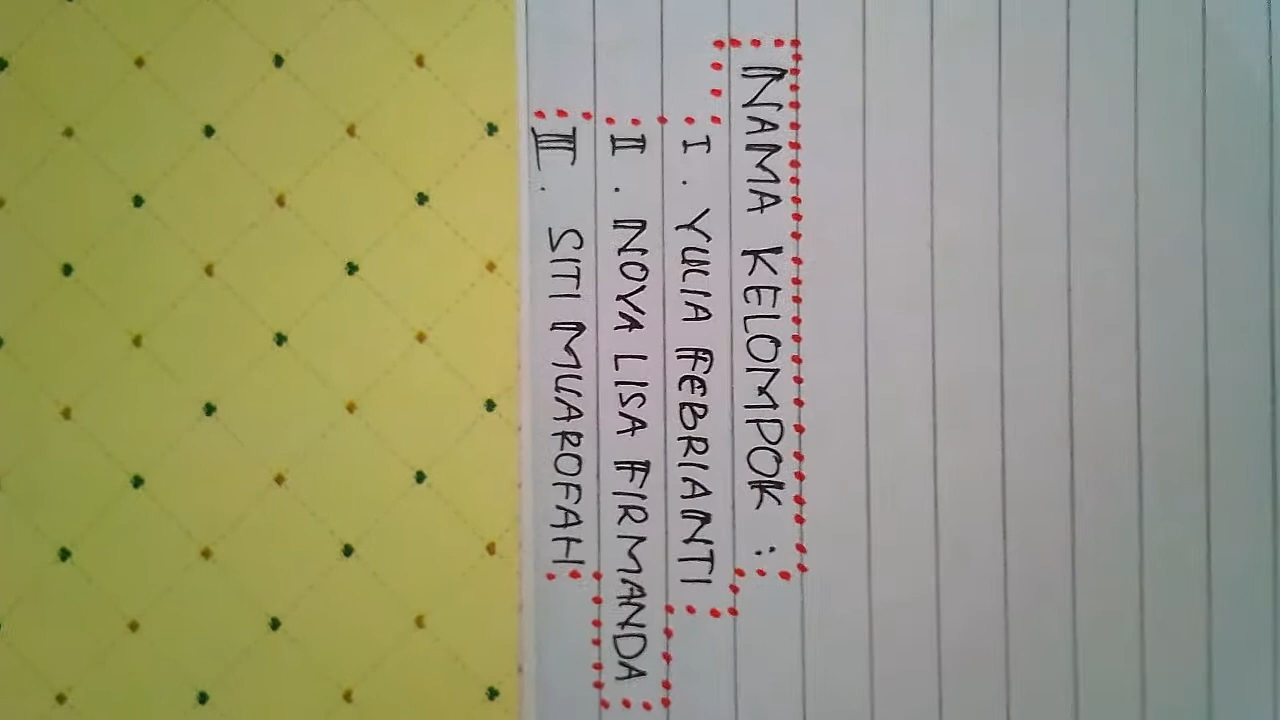 NAMA KELOMPOK :
I. YULIA FEBRIANTI
II. NOVA LISA FIRMANDA
III. SITI MUAROFAH